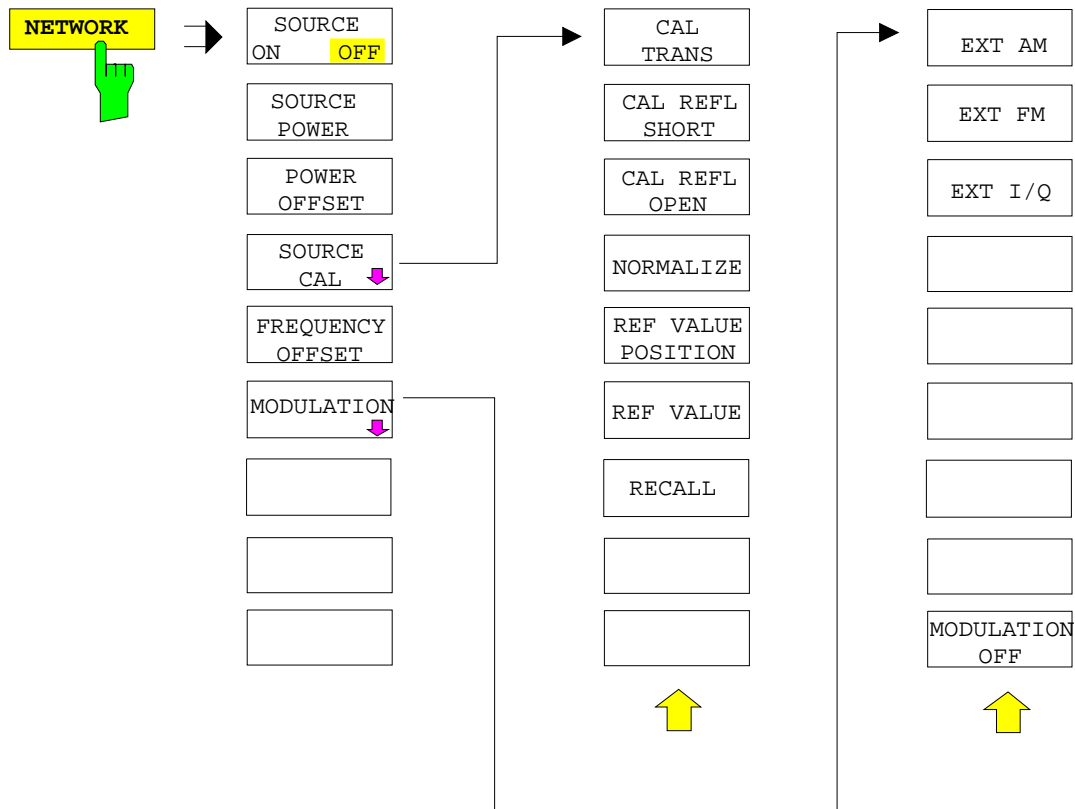 NETWORK
SOURCE
ON OFF
SOURCE
POWER
POWER
OFFSET
SOURCE
CAL
FREQUENCY
OFFSET
MODULATION
CAL
TRANS
CAL REFL
SHORT
CAL REFL
OPEN
NORMALIZE
REF VALUE
POSITION
REF VALUE
RECALL
EXT AM
EXT FM
EXT I/Q
MODULATION
OFF